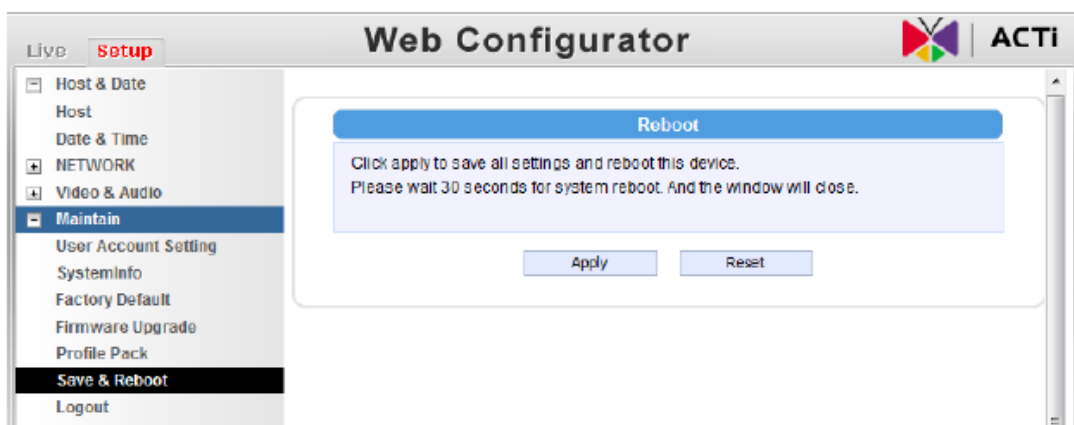 Live Setup Web Configurator ACTi
Host & Date
Host
Date & Time
NETWORK
Video & Audio
Maintain
User Account Setting
SystemInfo
Factory Default
Firmware Upgrade
Profile Pack
Save & Reboot
Logout
Reboot
Click apply to save all settings and reboot this device.
Please wait 30 seconds for system reboot. And the window will close.
Apply Reset